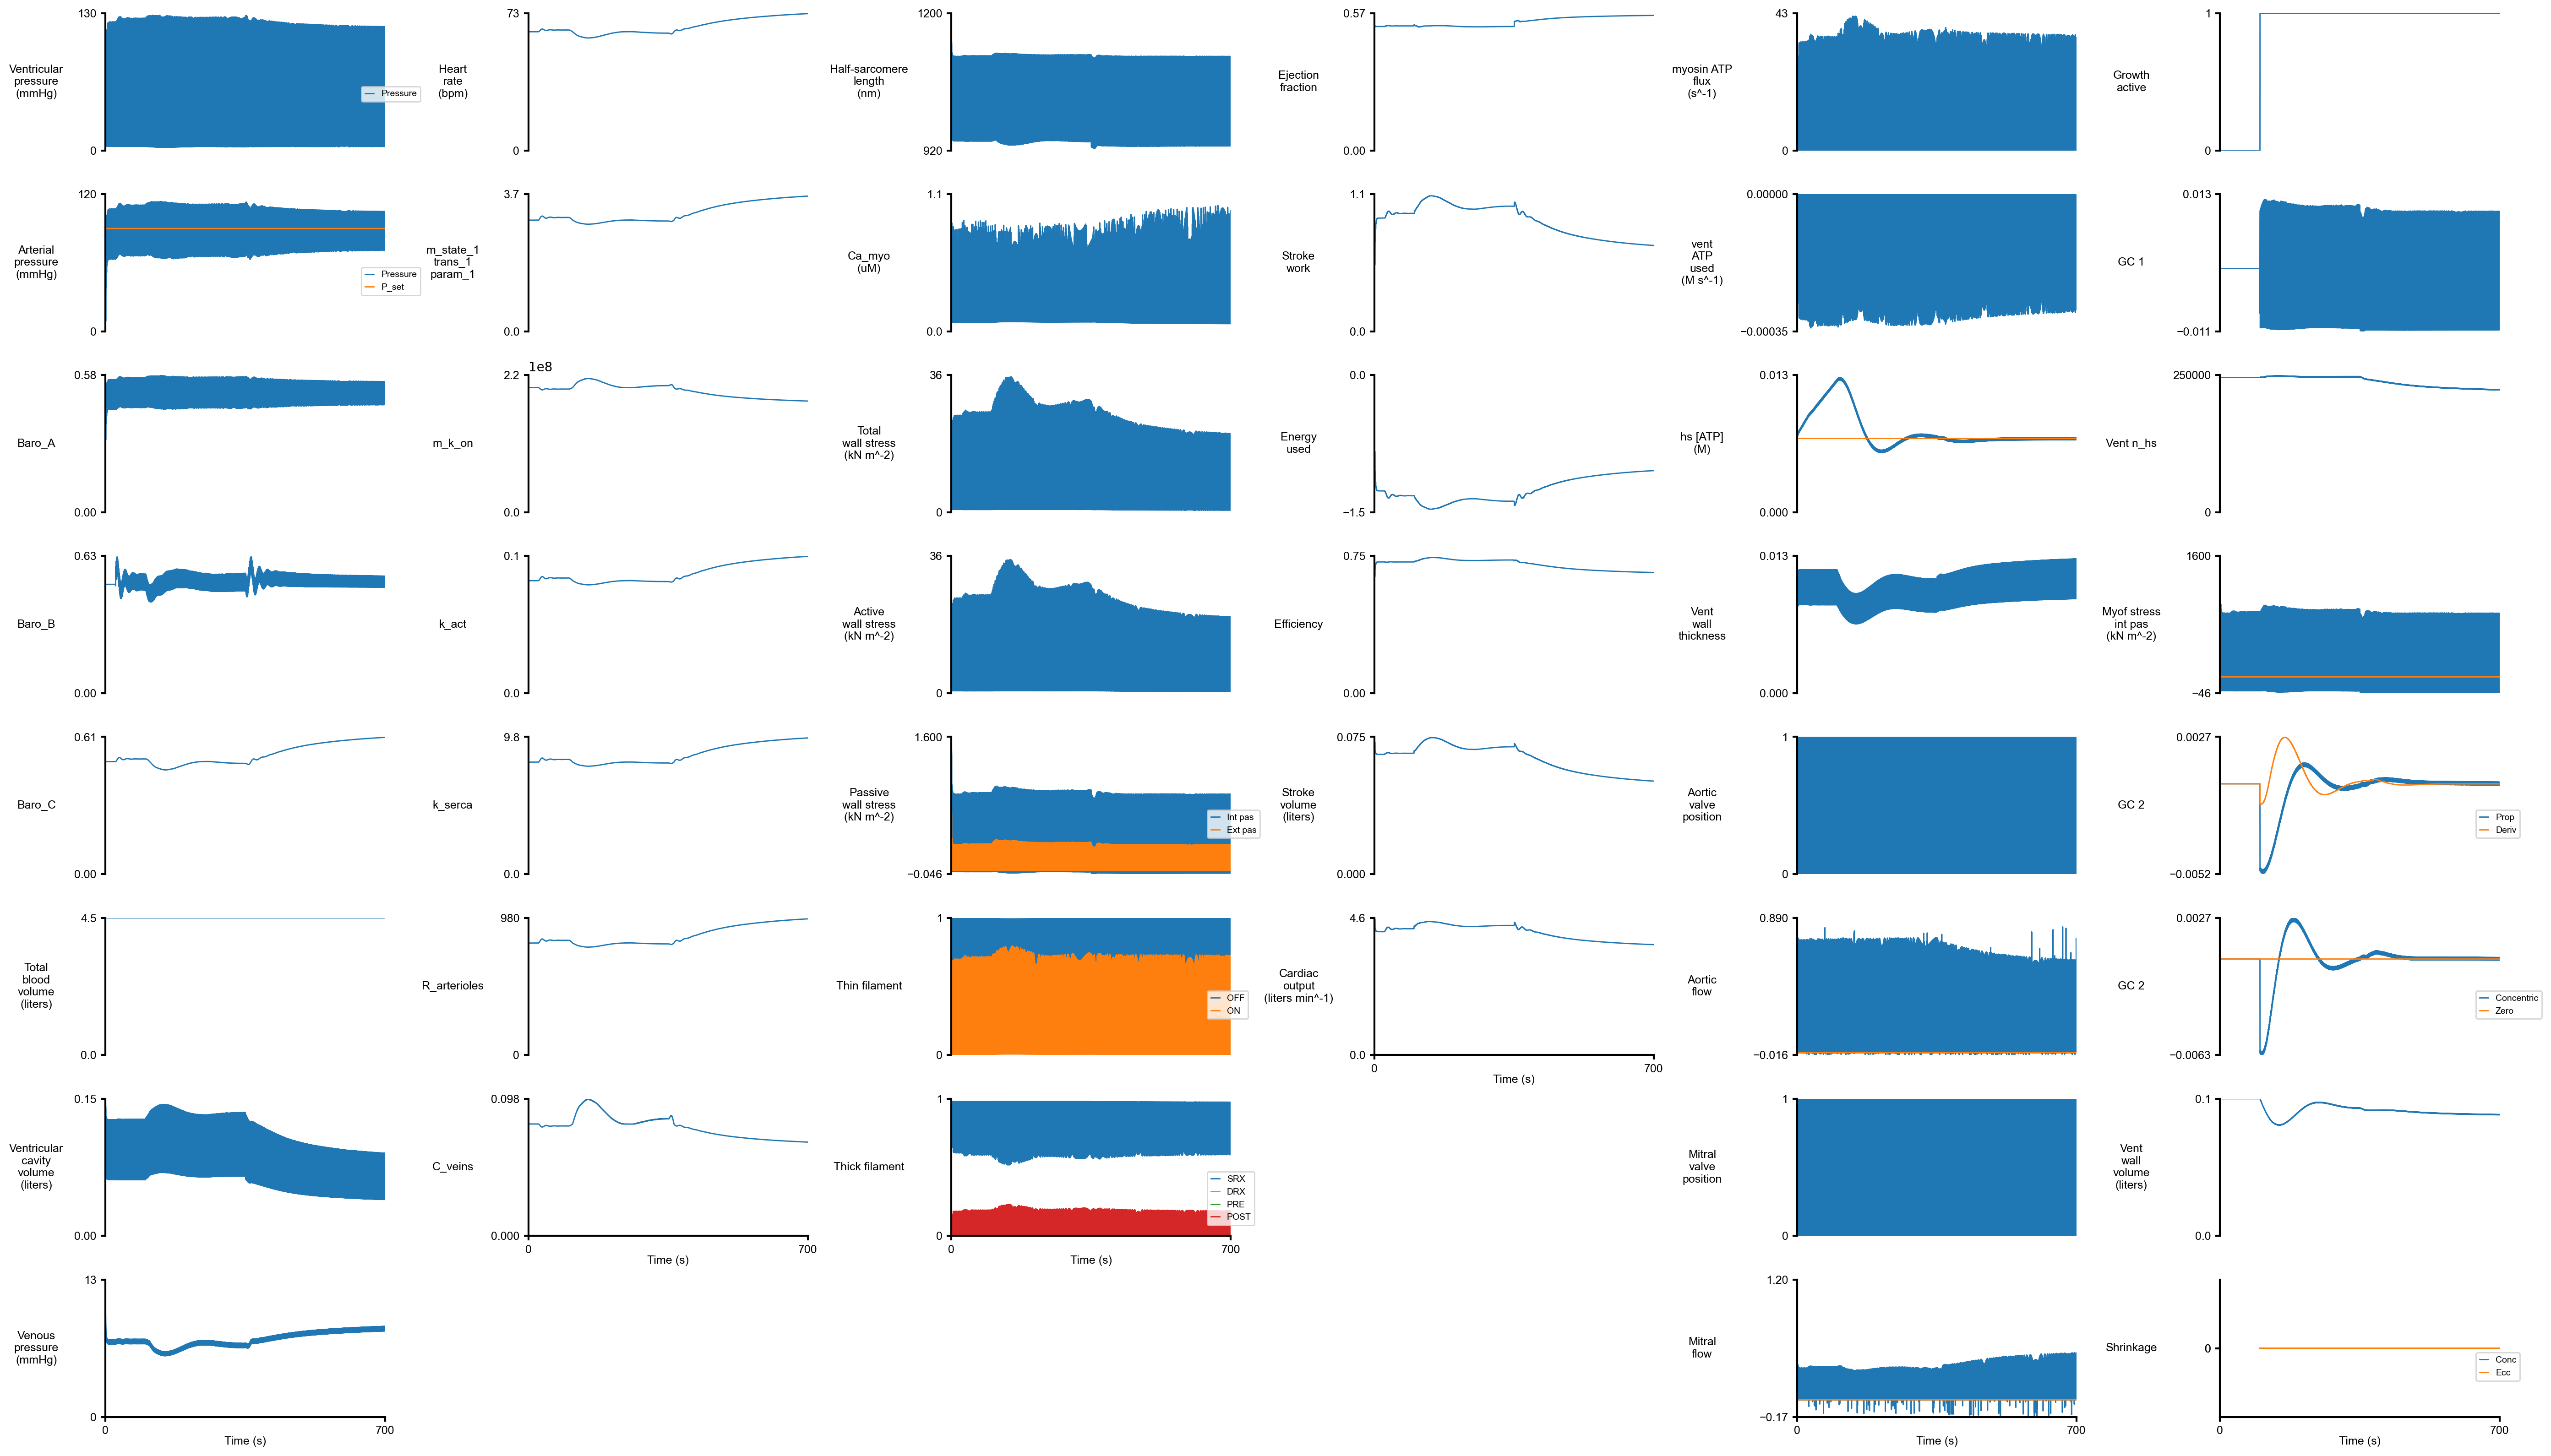 130
Ventricular
pressure
(mmHg)
0
Pressure
120
Arterial
pressure
(mmHg)
0
Pressure
P_set
0.58
Baro_A
0.00
0.63
Baro_B
0.00
0.61
Baro_C
0.00
4.5
Total
blood
volume
(liters)
0.0
0.15
Ventricular
cavity
volume
(liters)
0.00
13
Venous
pressure
(mmHg)
0
0
700
Time (s)
73
Heart
rate
(bpm)
0
3.7
m_state_1
trans_1
param_1
0.0
1e8
2.2
m_k_on
0.0
0.1
k_act
0.0
9.8
k_serca
0.0
980
R_arterioles
0
0.098
C_veins
0.000
0
700
Time (s)
1200
Half-sarcomere
length
(nm)
920
1.1
Ca_myo
(uM)
0.0
36
Total
wall stress
(kN m^-2)
0
36
Active
wall stress
(kN m^-2)
0
1.600
Passive
wall stress
(kN m^-2)
−0.046
Int pas
Ext pas
1
Thin filament
0
OFF
ON
1
Thick filament
0
SRX
DRX
PRE
POST
0
700
Time (s)
0.57
Ejection
fraction
0.00
1.1
Stroke
work
0.0
0.0
Energy
used
−1.5
0.75
Efficiency
0.00
0.075
Stroke
volume
(liters)
0.000
4.6
Cardiac
output
(liters min^-1)
0.0
0
700
Time (s)
43
myosin ATP
flux
(s^-1)
0
0.00000
vent
ATP
used
(M s^-1)
−0.00035
0.013
hs [ATP]
(M)
0.000
0.013
Vent
wall
thickness
0.000
1
Aortic
valve
position
0
0.890
Aortic
flow
−0.016
1
Mitral
valve
position
0
1.20
Mitral
flow
−0.17
0
700
Time (s)
1
Growth
active
0
0.013
GC 1
−0.011
250000
Vent n_hs
0
1600
Myof stress
int pas
(kN m^-2)
−46
0.0027
GC 2
−0.0052
Prop
Deriv
0.0027
GC 2
−0.0063
Concentric
Zero
0.1
Vent
wall
volume
(liters)
0.0
Shrinkage
0
Conc
Ecc
0
700
Time (s)